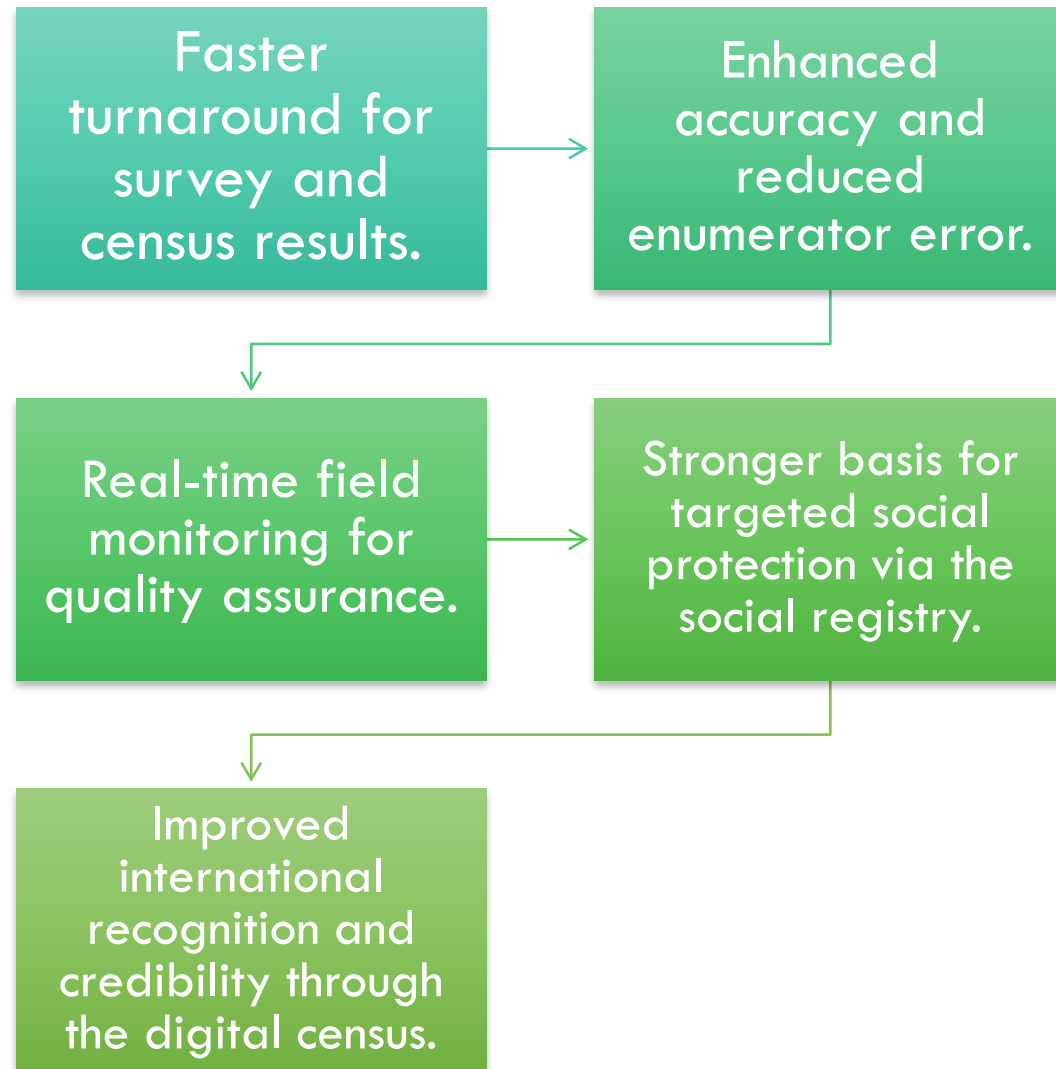 Faster
turnaround for
survey and
census results.
Enhanced
accuracy and
reduced
enumerator error.
Real-time field
monitoring for
quality assurance.
Stronger basis for
targeted social
protection via the
social registry.
Improved
international
recognition and
credibility through
the digital census.